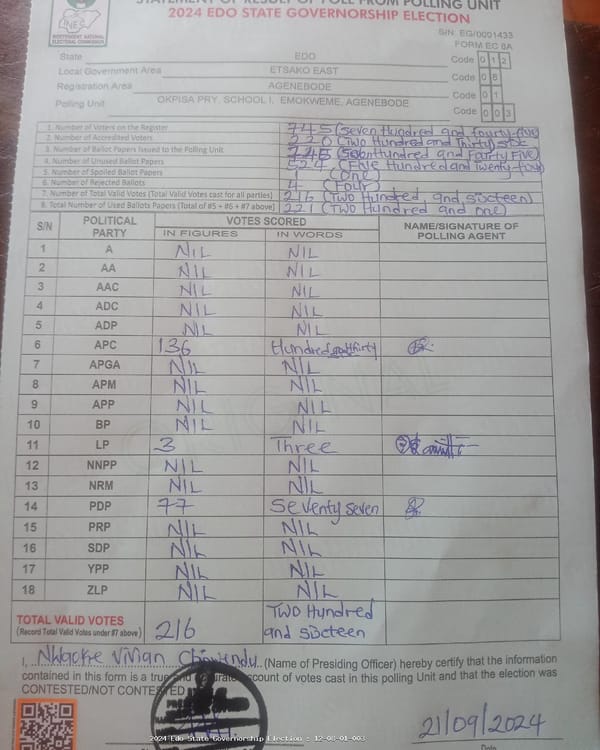 STATEMENT OF RESULT OF POLL FROM POLLING UNIT
2024 EDO STATE GOVERNORSHIP ELECTION
INEC
INDEPENDENT NATIONAL ELECTORAL COMMISSION
S/N EG/0001433
FORM EC 8A
State EDO Code 0 1 2
Local Government Area ETSAKO EAST Code 0 8
Registration Area AGENEBODE Code 0 1
Polling Unit OKPISA PRY. SCHOOL I, EMOKWEME, AGENEBODE Code 0 0 3
1. Number of Voters on the Register 745 (Seven Hundred and fourty-five)
2. Number of Accredited Voters (Two Hundred and Thirty)
3. Number of Ballot Papers Issued to the Polling Unit 745 (Seven Hundred and Fourty Five)
4. Number of Unused Ballot Papers 524 (Five Hundred and Twenty-four)
5. Number of Spoiled Ballot Papers (One)
6. Number of Rejected Ballots 4 (Four)
7. Number of Total Valid Votes (Total Valid Votes cast for all parties) 216 (Two Hundred and sixteen)
8. Total Number of Used Ballots Papers (Total of #5 + #6 + #7 above) 221 (Two Hundred and one)
S/N POLITICAL PARTY VOTES SCORED NAME/SIGNATURE OF POLLING AGENT
IN FIGURES IN WORDS
1 A NIL NIL
2 AA NIL NIL
3 AAC NIL NIL
4 ADC NIL NIL
5 ADP NIL NIL
6 APC 136 Hundred and thirty
7 APGA NIL NIL
8 APM NIL NIL
9 APP NIL NIL
10 BP NIL NIL
11 LP 3 Three
12 NNPP NIL NIL
13 NRM NIL NIL
14 PDP 77 Seventy seven
15 PRP NIL NIL
16 SDP NIL NIL
17 YPP NIL NIL
18 ZLP NIL NIL
TOTAL VALID VOTES 216 Two Hundred and sixteen
(Record Total Valid Votes under #7 above)
I, Nwaoke Vivian (Name of Presiding Officer) hereby certify that the information
contained in this form is a true and accurate account of votes cast in this polling Unit and that the election was
CONTESTED/NOT CONTESTED
21/09/2024
Date
2024 Edo State Governorship Election : 12-08-01-003